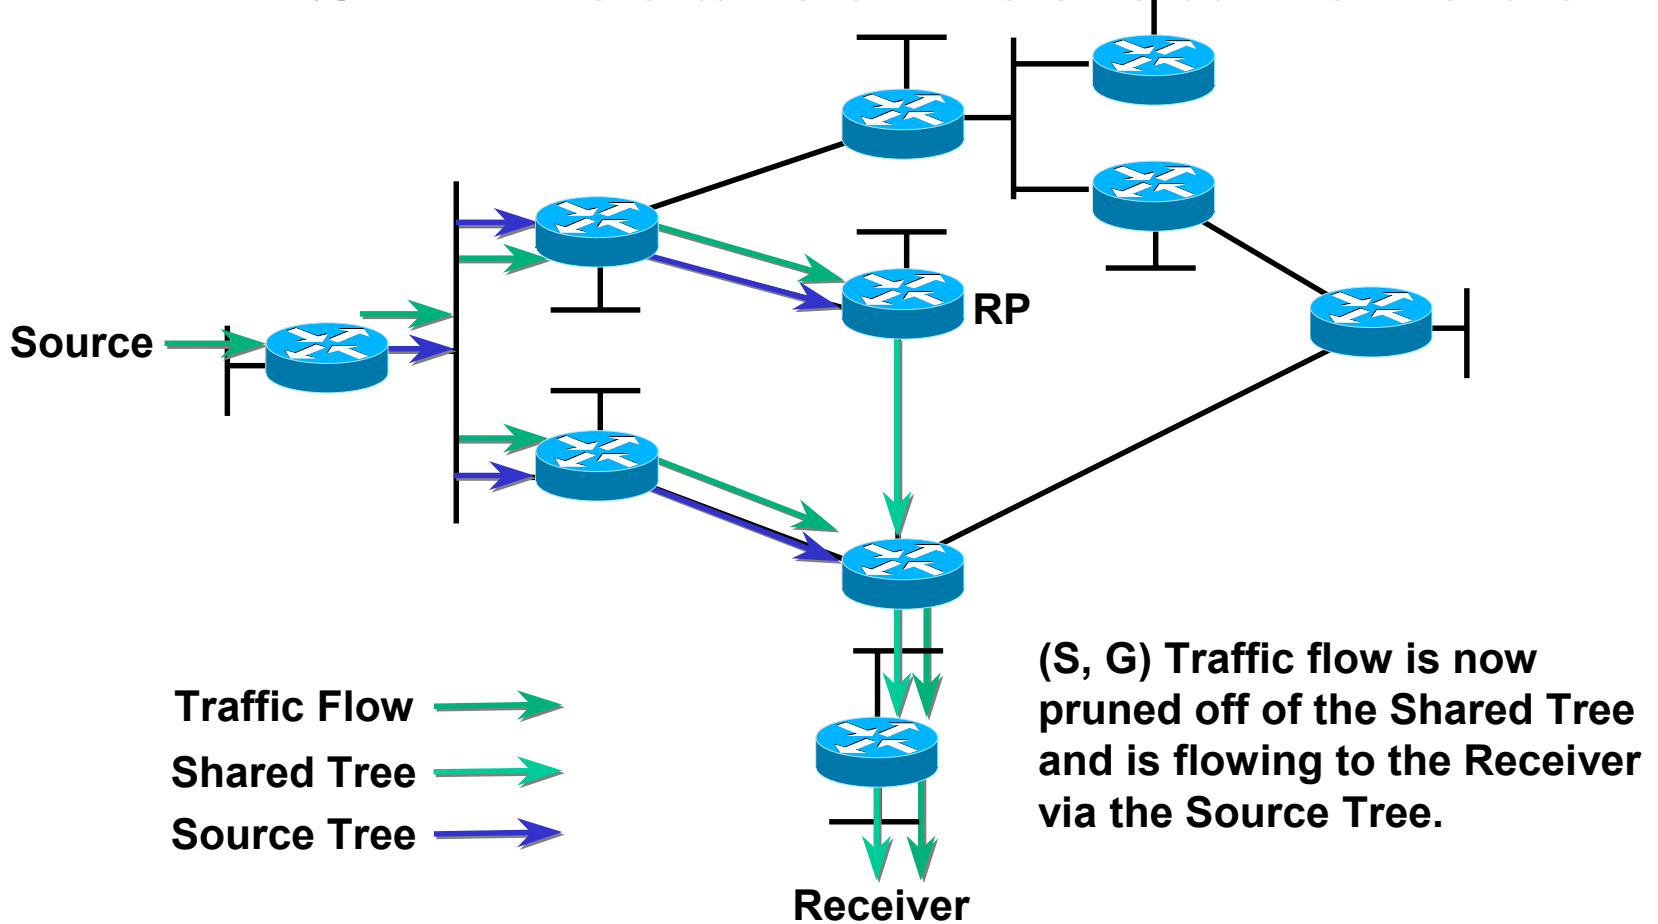 Source
RP
(S, G) Traffic flow is now
pruned off of the Shared Tree
and is flowing to the Receiver
via the Source Tree.
Traffic Flow
Shared Tree
Source Tree
Receiver